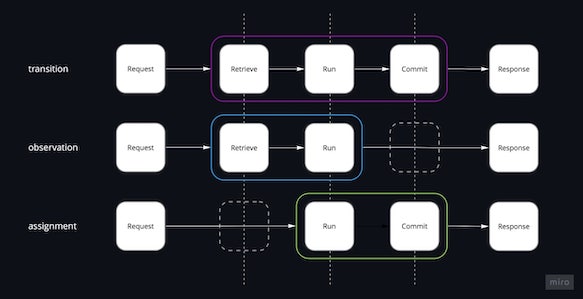 transition
Request
Retrieve
Run
Commit
Response
observation
Request
Retrieve
Run
Response
assignment
Request
Run
Commit
Response
miro